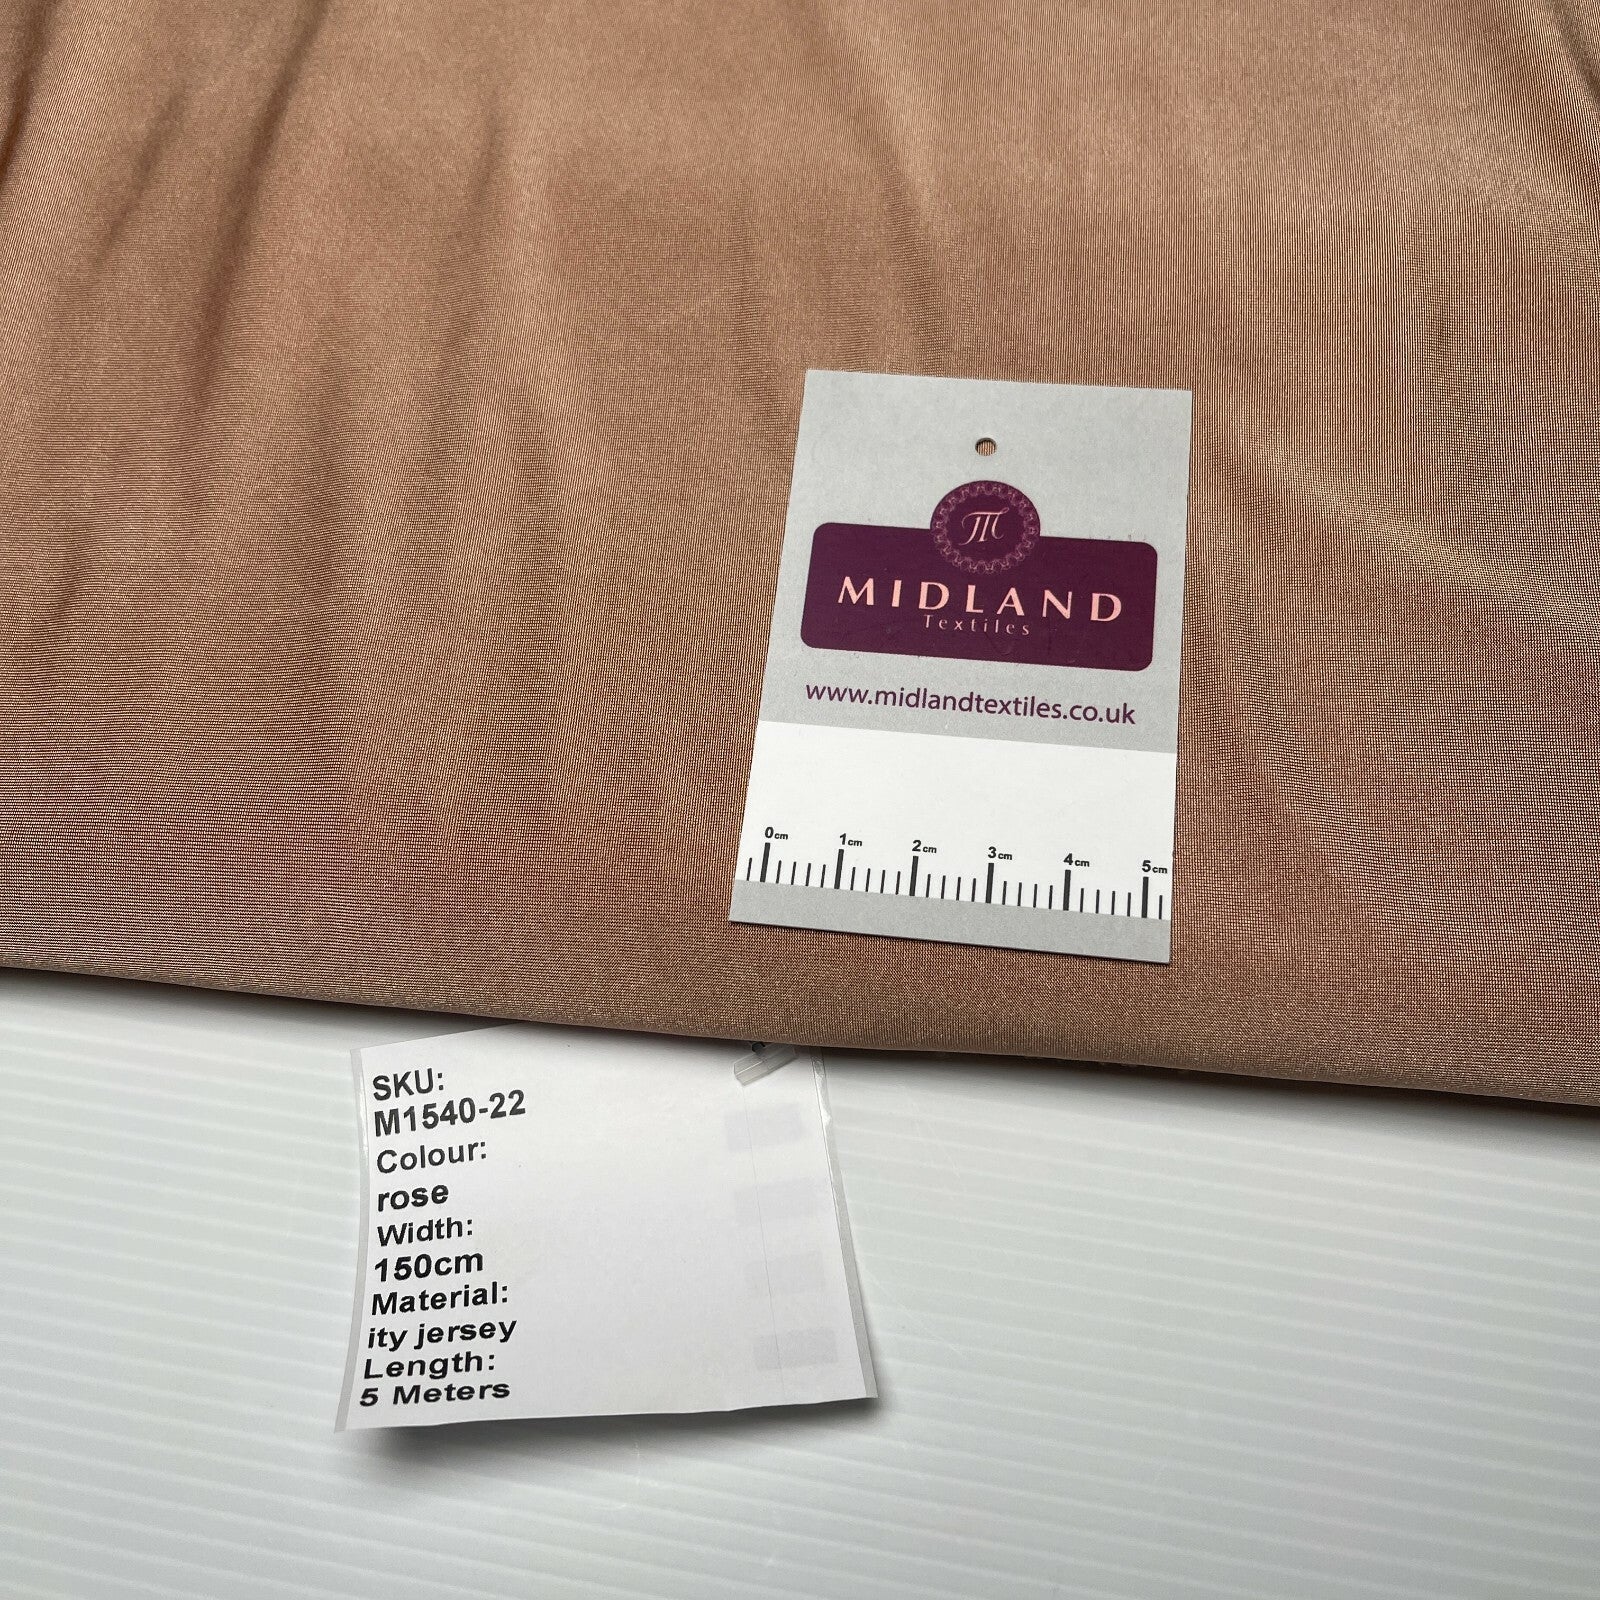 M
MIDLAND
Textiles
www.midlandtextiles.co.uk
0cm 1cm 2cm 3cm 4cm 5cm
SKU:
M1540-22
Colour:
rose
Width:
150cm
Material:
ity jersey
Length:
5 Meters